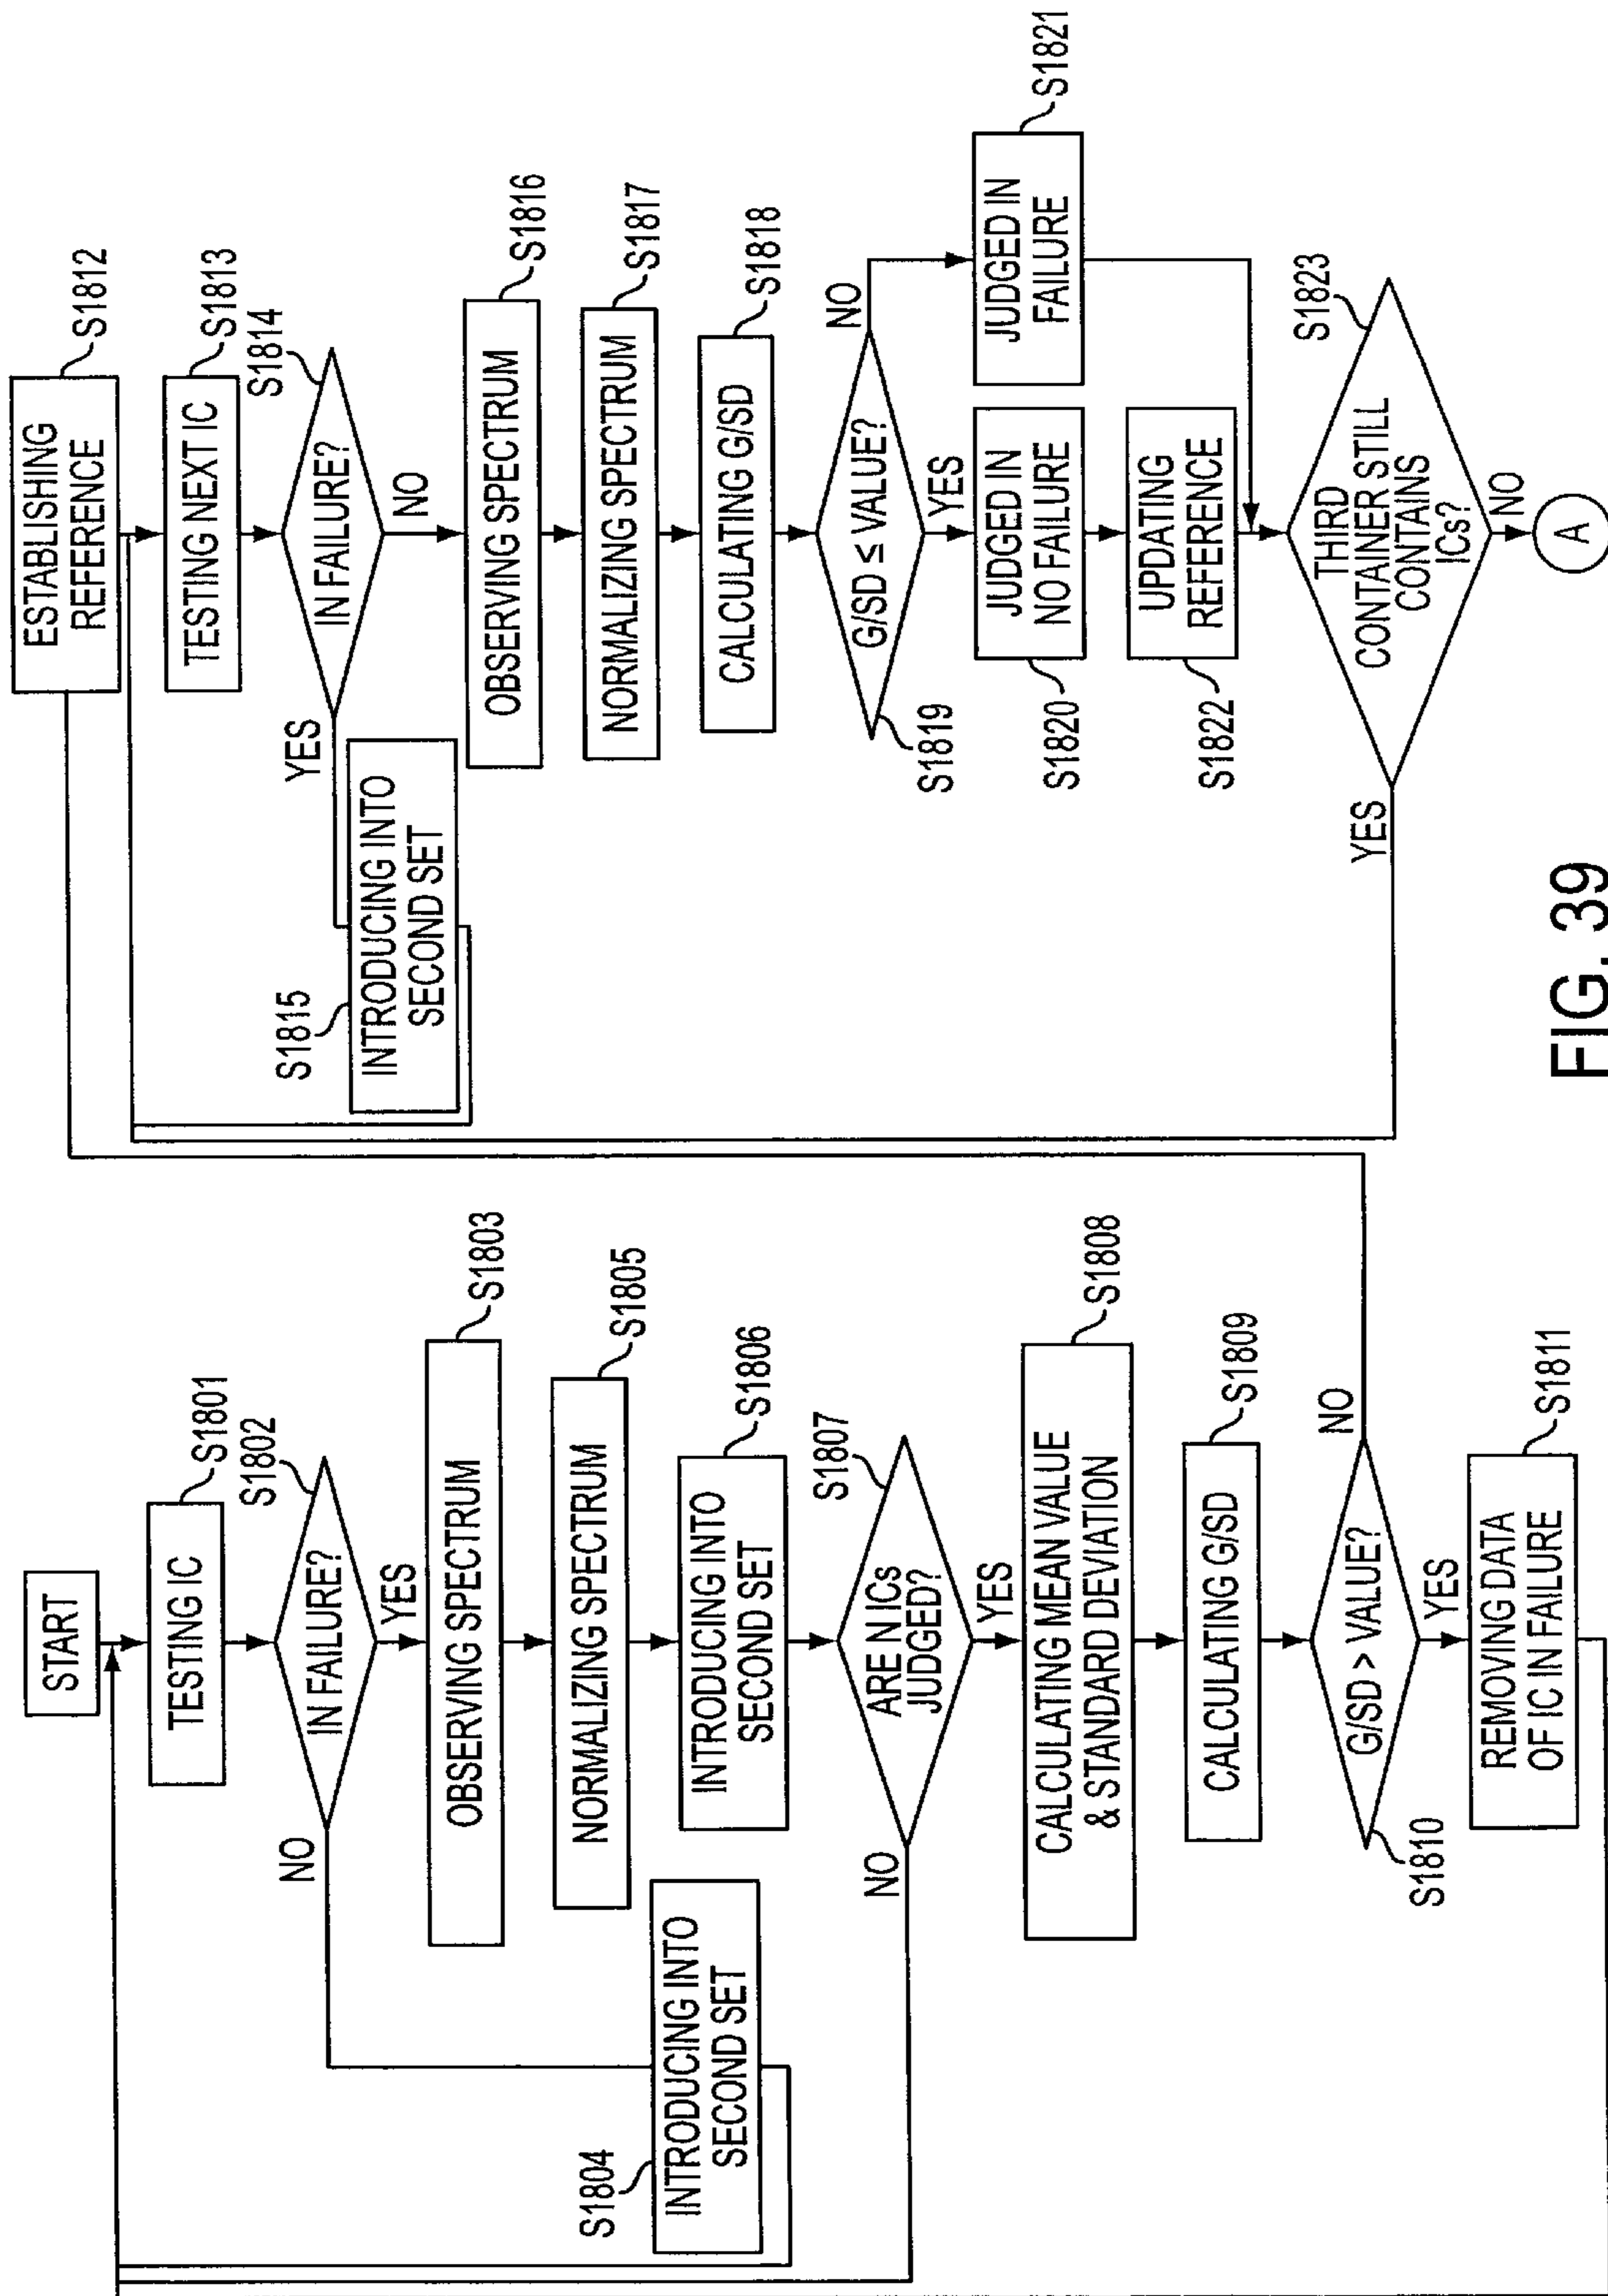 START
TESTING IC
S1801
S1802
IN FAILURE?
NO
YES
OBSERVING SPECTRUM
S1803
NORMALIZING SPECTRUM
S1805
S1804
INTRODUCING INTO
SECOND SET
INTRODUCING INTO
SECOND SET
S1806
S1807
ARE N ICs
JUDGED?
NO
YES
CALCULATING MEAN VALUE
& STANDARD DEVIATION
S1808
CALCULATING G/SD
S1809
G/SD > VALUE?
S1810
NO
YES
REMOVING DATA
OF IC IN FAILURE
S1811
ESTABLISHING
REFERENCE
S1812
TESTING NEXT IC
S1813
S1814
IN FAILURE?
YES
NO
S1815
INTRODUCING INTO
SECOND SET
OBSERVING SPECTRUM
S1816
NORMALIZING SPECTRUM
S1817
CALCULATING G/SD
S1818
G/SD ≤ VALUE?
S1819
NO
YES
JUDGED IN
NO FAILURE
S1820
JUDGED IN
FAILURE
S1821
UPDATING
REFERENCE
S1822
S1823
THIRD
CONTAINER STILL
CONTAINS
ICs?
YES
NO
A
FIG. 39